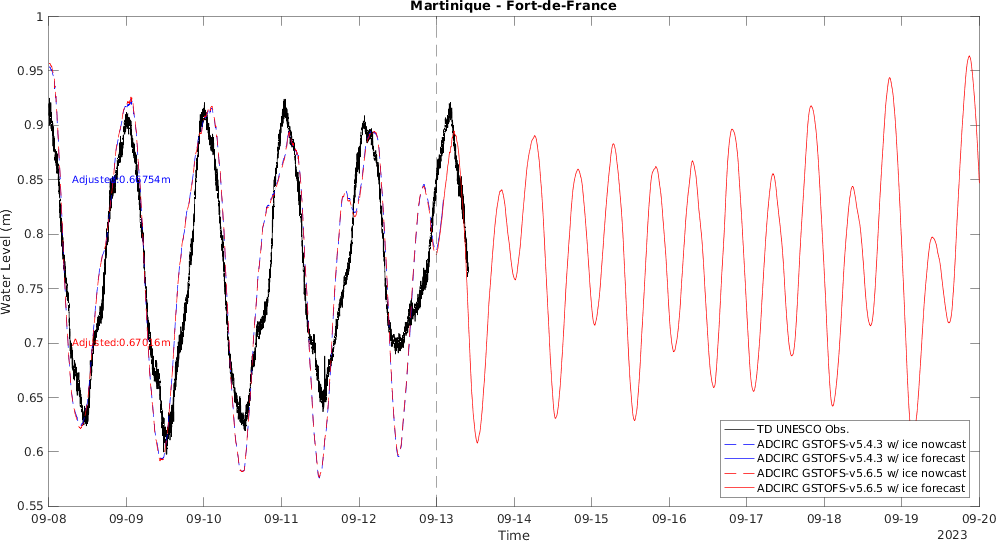 Martinique - Fort-de-France
1
0.95
0.9
0.85
0.8
0.75
0.7
0.65
0.6
0.55
Water Level (m)
Adjusted:0.66754m
Adjusted:0.67016m
TD UNESCO Obs.
ADCIRC GSTOFS-v5.4.3 w/ ice nowcast
ADCIRC GSTOFS-v5.4.3 w/ ice forecast
ADCIRC GSTOFS-v5.6.5 w/ ice nowcast
ADCIRC GSTOFS-v5.6.5 w/ ice forecast
09-08 09-09 09-10 09-11 09-12 09-13 09-14 09-15 09-16 09-17 09-18 09-19 09-20
Time
2023